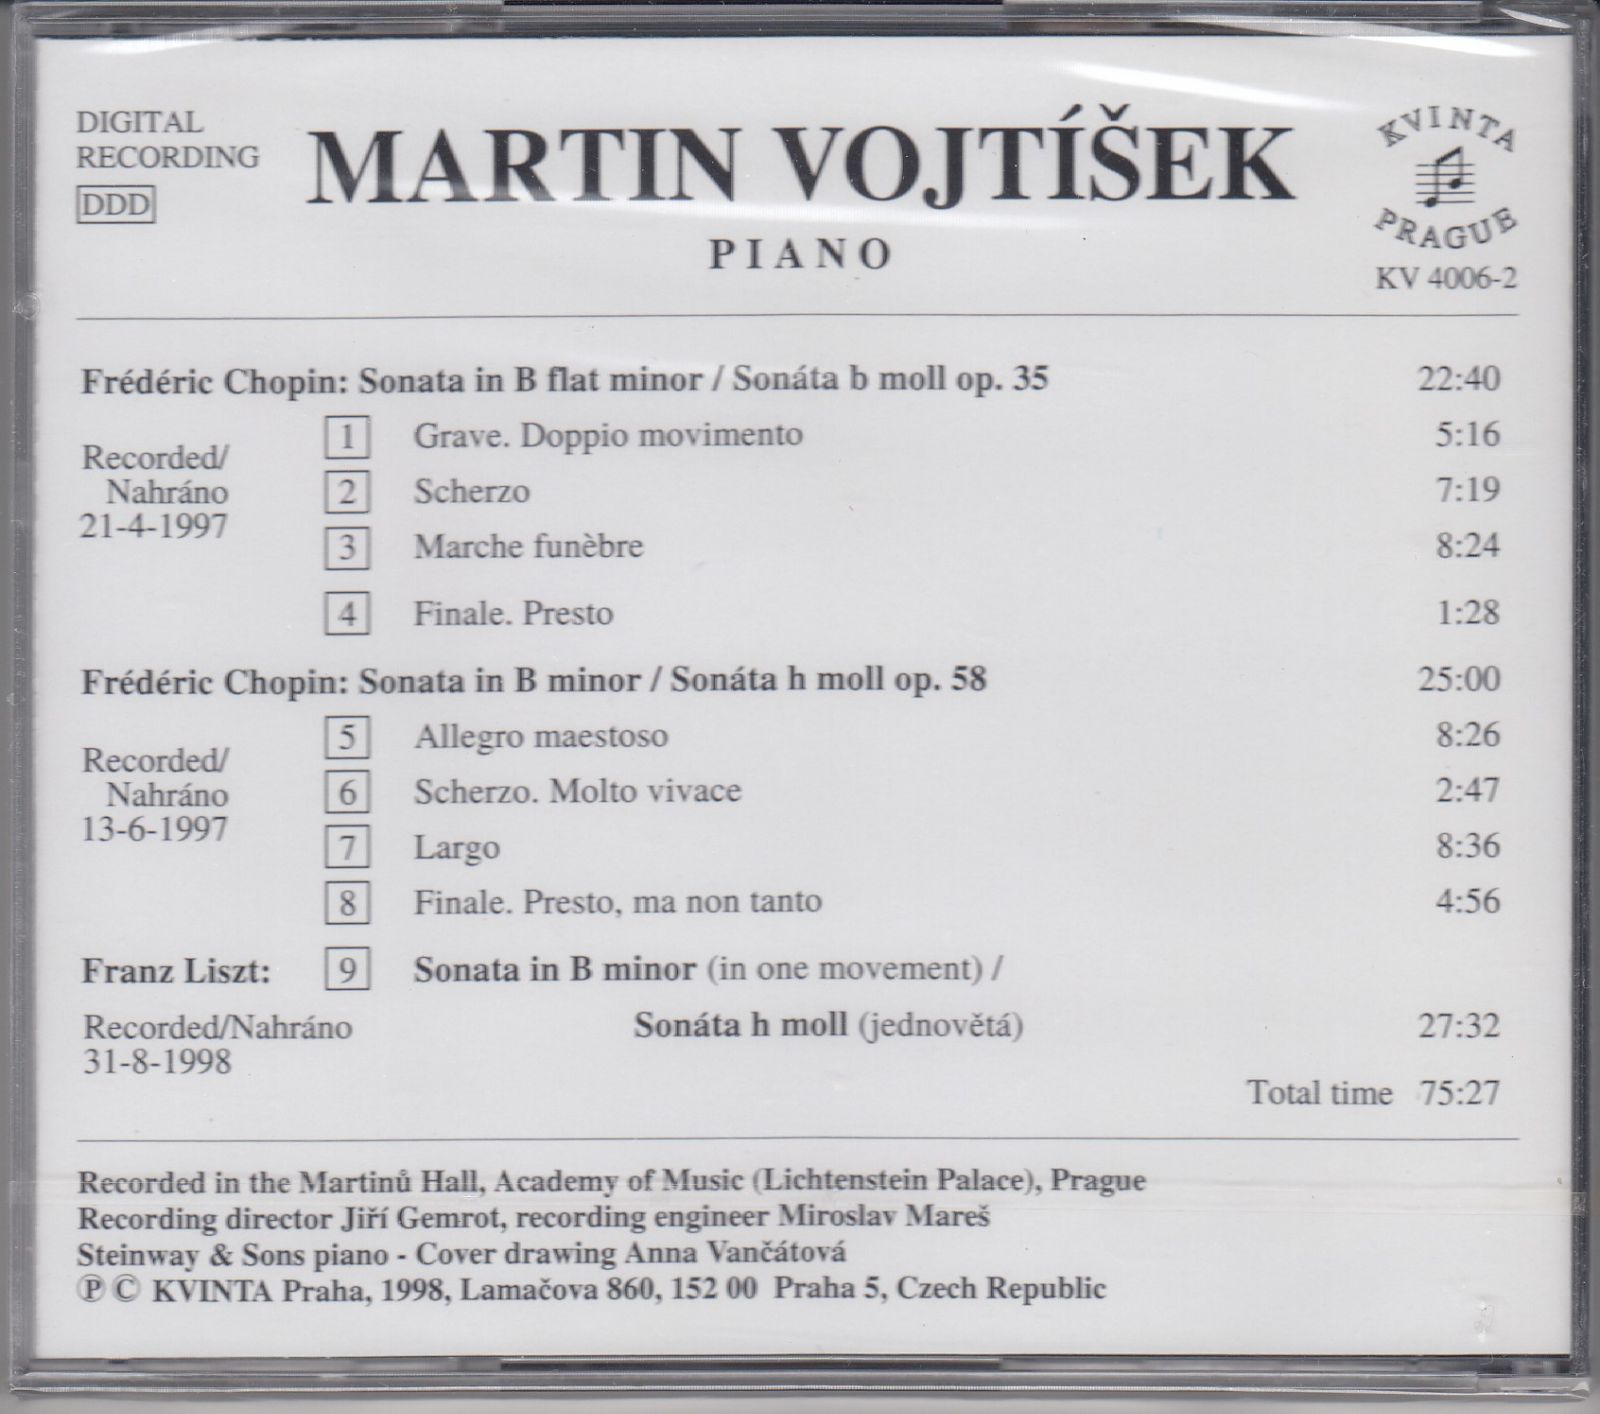 DIGITAL
RECORDING
DDD
MARTIN VOJTÍŠEK
PIANO
KVINTA
PRAGUE
KV 4006-2
Frédéric Chopin: Sonata in B flat minor / Sonáta b moll op. 35 22:40
Recorded/
Nahráno
21-4-1997
1 Grave. Doppio movimento 5:16
2 Scherzo 7:19
3 Marche funèbre 8:24
4 Finale. Presto 1:28
Frédéric Chopin: Sonata in B minor / Sonáta h moll op. 58 25:00
Recorded/
Nahráno
13-6-1997
5 Allegro maestoso 8:26
6 Scherzo. Molto vivace 2:47
7 Largo 8:36
8 Finale. Presto, ma non tanto 4:56
Franz Liszt: 9 Sonata in B minor (in one movement) /
Recorded/Nahráno Sonáta h moll (jednovětá) 27:32
31-8-1998
Total time 75:27
Recorded in the Martinů Hall, Academy of Music (Lichtenstein Palace), Prague
Recording director Jiří Gemrot, recording engineer Miroslav Mareš
Steinway & Sons piano - Cover drawing Anna Vančátová
℗ © KVINTA Praha, 1998, Lamačova 860, 152 00 Praha 5, Czech Republic